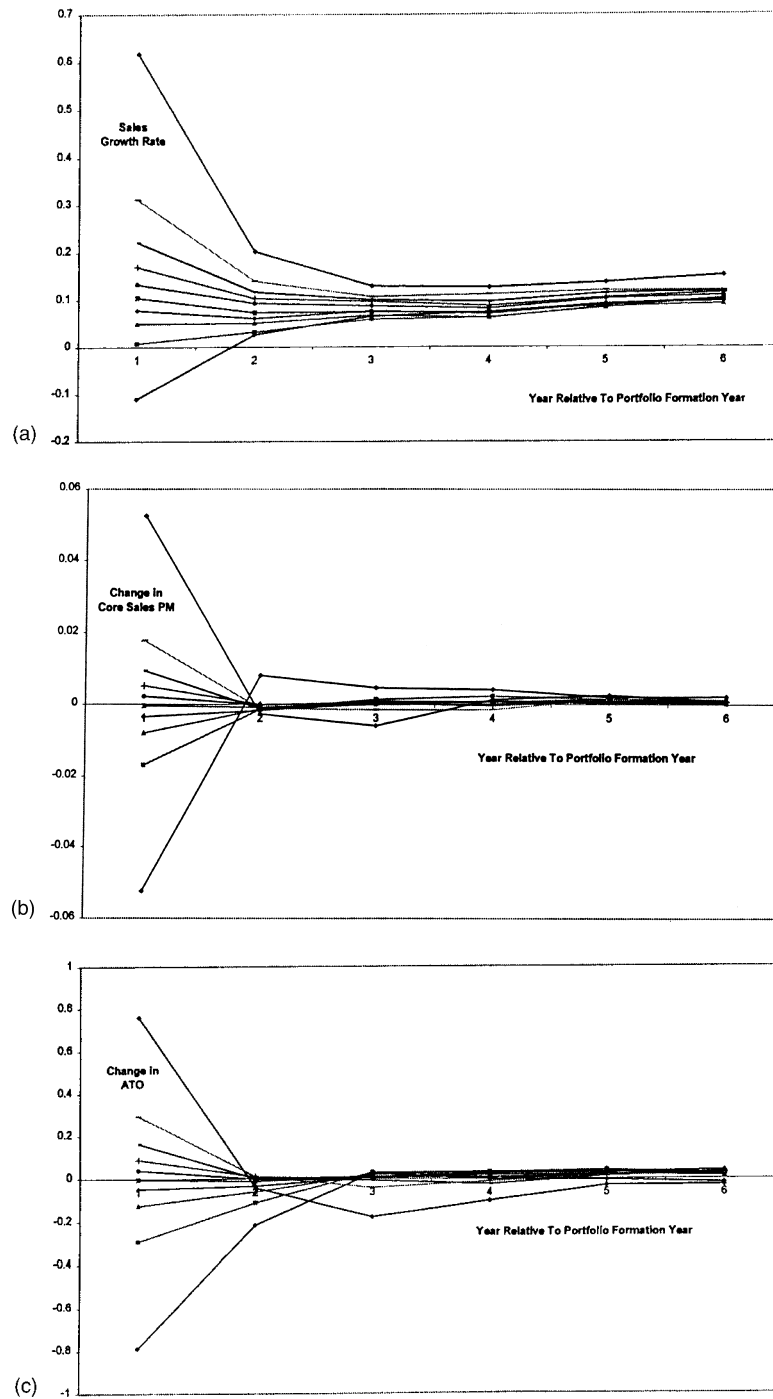 0.7
0.6
0.5
Sales
Growth Rate
0.4
0.3
0.2
0.1
0
1 2 3 4 5 6
-0.1
Year Relative To Portfolio Formation Year
(a)
-0.2
0.06
0.04
Change in
Core Sales PM
0.02
0
2 3 4 5 6
Year Relative To Portfolio Formation Year
-0.02
-0.04
(b)
-0.06
1
0.8
0.6
Change in
ATO
0.4
0.2
0
2 3 4 5 6
-0.2
Year Relative To Portfolio Formation Year
-0.4
-0.6
-0.8
(c)
-1